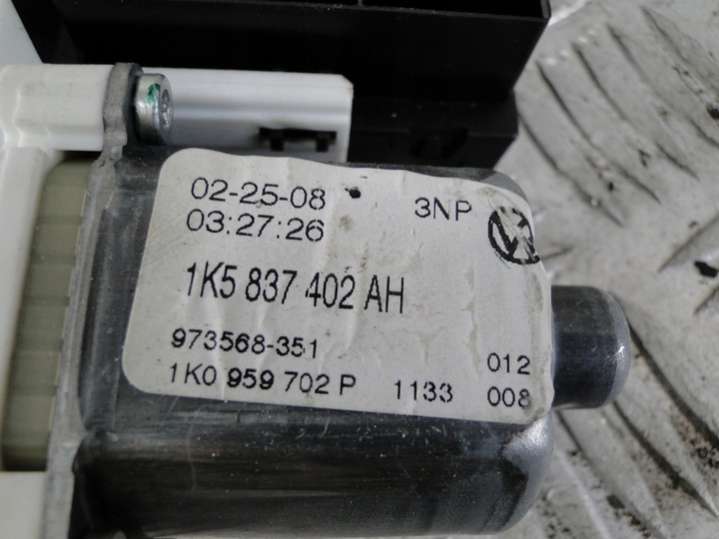 02-25-08 3NP
03:27:26
1K5 837 402 AH
973568-351 012
1K0 959 702 P 1133 008